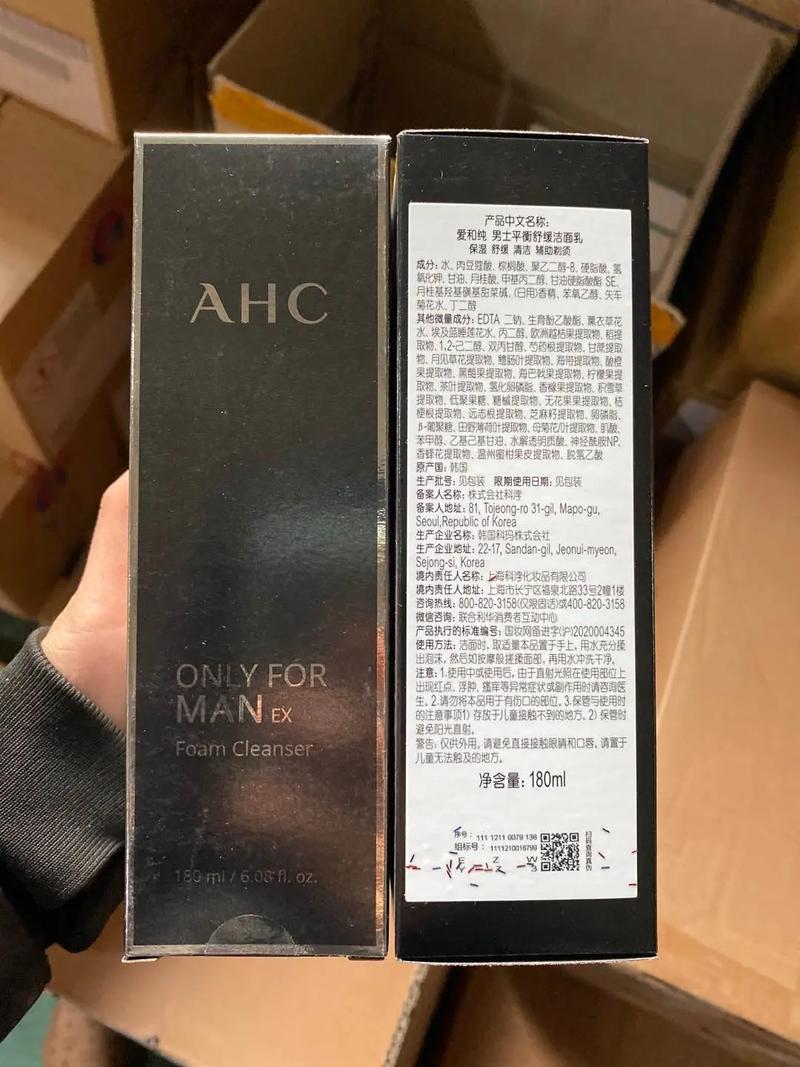 AHC
ONLY FOR
MAN EX
Foam Cleanser
180 ml / 6.08 fl. oz.
产品中文名称:
爱和纯 男士平衡舒缓洁面乳
保湿 舒缓 清洁 辅助剃须
成分: 水、肉豆蔻酸、棕榈酸、聚乙二醇-8、硬脂酸、氢
氧化钾、甘油、月桂酸、甲基丙二醇、甘油硬脂酸酯 SE、
月桂基羟基磺基甜菜碱、(日用)香精、苯氧乙醇、矢车
菊花水、丁二醇
其他微量成分: EDTA 二钠、生育酚乙酸酯、薰衣草花
水、埃及蓝睡莲花水、丙二醇、欧洲越桔果提取物、稻提
取物、1,2-己二醇、双丙甘醇、芍药根提取物、甘蔗提取
物、月见草花提取物、鳢肠叶提取物、海带提取物、酸橙
果提取物、黑莓果提取物、海巴戟果提取物、柠檬果提
取物、茶叶提取物、氢化卵磷脂、香橼果提取物、积雪草
提取物、低聚果糖、糖槭提取物、无花果果提取物、桔
梗根提取物、远志根提取物、芝麻籽提取物、卵磷脂、
β-葡聚糖、田野薄荷叶提取物、母菊花/叶提取物、肌酸、
苯甲醇、乙基己基甘油、水解透明质酸、神经酰胺NP、
香蜂花提取物、温州蜜柑果皮提取物、脱氢乙酸
原产国: 韩国
生产批号: 见包装 限期使用日期: 见包装
备案人名称: 株式会社科淳
备案人地址: 81, Tojeong-ro 31-gil, Mapo-gu,
Seoul,Republic of Korea
生产企业名称: 韩国科玛株式会社
生产企业地址: 22-17, Sandan-gil, Jeonui-myeon,
Sejong-si, Korea
境内责任人名称: 上海科淳化妆品有限公司
境内责任人地址: 上海市长宁区福泉北路33号2幢1楼
咨询热线: 800-820-3158(仅限固话)或400-820-3158
微信咨询: 联合利华消费者互动中心
产品执行的标准编号: 国妆网备进字(沪)2020004345
使用方法: 洁面时, 取适量本品置于手上, 用水充分揉
出泡沫, 然后如按摩般搓揉面部, 再用水冲洗干净。
注意: 1.使用中或使用后, 由于直射光照在使用部位上
出现红点、浮肿、瘙痒等异常症状或副作用时请咨询医
生。2.请勿将本品用于有伤口的部位。3.保管与使用时
的注意事项1) 存放于儿童接触不到的地方。2) 保管时
避免阳光直射。
警告: 仅供外用。请避免直接接触眼睛和口唇。请置于
儿童无法触及的地方。
净含量: 180ml
序号: 111 1211 0079 136
组标号: 1111210016799
扫码查询真伪